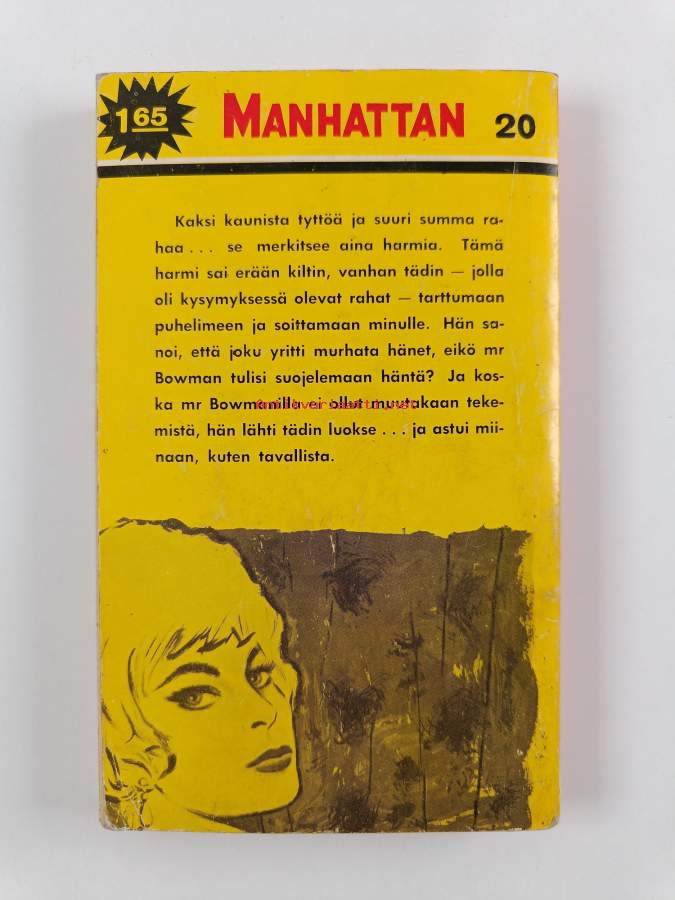 165
MANHATTAN 20
Kaksi kaunista tyttöä ja suuri summa ra-
haa... se merkitsee aina harmia. Tämä
harmi sai erään kiltin, vanhan tädin — jolla
oli kysymyksessä olevat rahat — tarttumaan
puhelimeen ja soittamaan minulle. Hän sa-
noi, että joku yritti murhata hänet, eikö mr
Bowman tulisi suojelemaan häntä? Ja kos-
ka mr Bowmanilla ei ollut muutakaan teke-
mistä, hän lähti tädin luokse... ja astui mii-
naan, kuten tavallista.